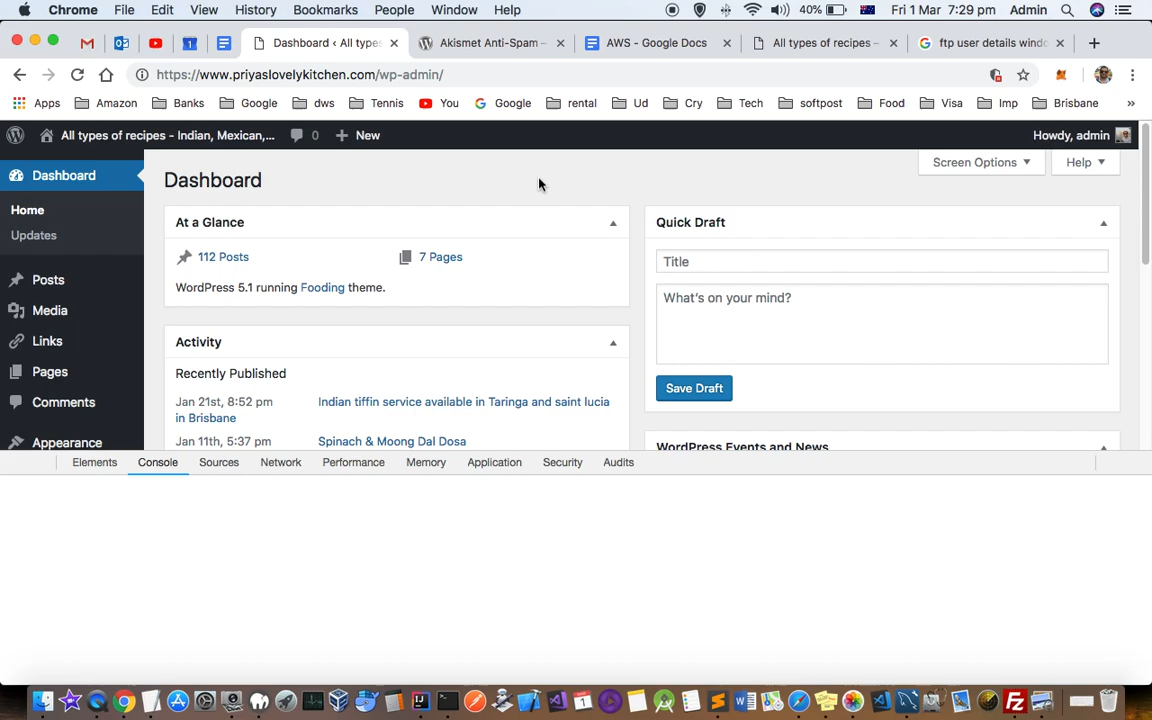 Chrome File Edit View History Bookmarks People Window Help 40% Fri 1 Mar 7:29 pm Admin
Dashboard ‹ All types Akismet Anti-Spam – AWS - Google Docs All types of recipes – ftp user details windo
https://www.priyaslovelykitchen.com/wp-admin/
Apps Amazon Banks Google dws Tennis You Google rental Ud Cry Tech softpost Food Visa Imp Brisbane »
All types of recipes - Indian, Mexican,... 0 New Howdy, admin
Dashboard
Home
Updates
Posts
Media
Links
Pages
Comments
Appearance
Dashboard
Screen Options Help
At a Glance
112 Posts 7 Pages
WordPress 5.1 running Fooding theme.
Activity
Recently Published
Jan 21st, 8:52 pm Indian tiffin service available in Taringa and saint lucia
in Brisbane
Jan 11th, 5:37 pm Spinach & Moong Dal Dosa
Quick Draft
Title
What's on your mind?
Save Draft
WordPress Events and News
Elements Console Sources Network Performance Memory Application Security Audits